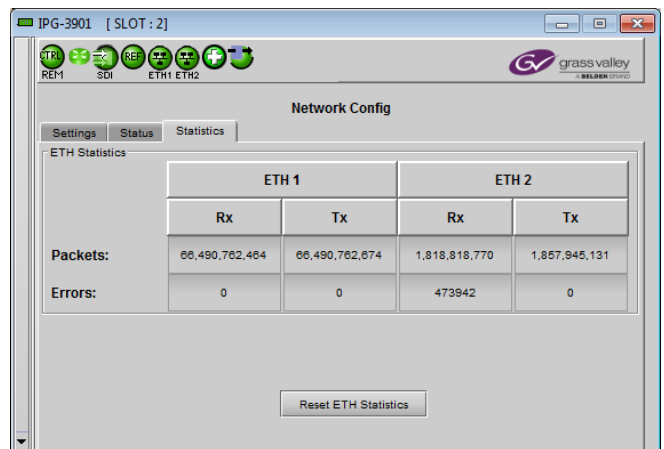 IPG-3901 [ SLOT : 2]
CTRL REF
REM SDI ETH1 ETH2
grass valley
A BELDEN BRAND
Network Config
Settings Status Statistics
ETH Statistics
ETH 1 ETH 2
Rx Tx Rx Tx
Packets: 66,490,762,464 66,490,762,674 1,818,818,770 1,857,945,131
Errors: 0 0 473942 0
Reset ETH Statistics